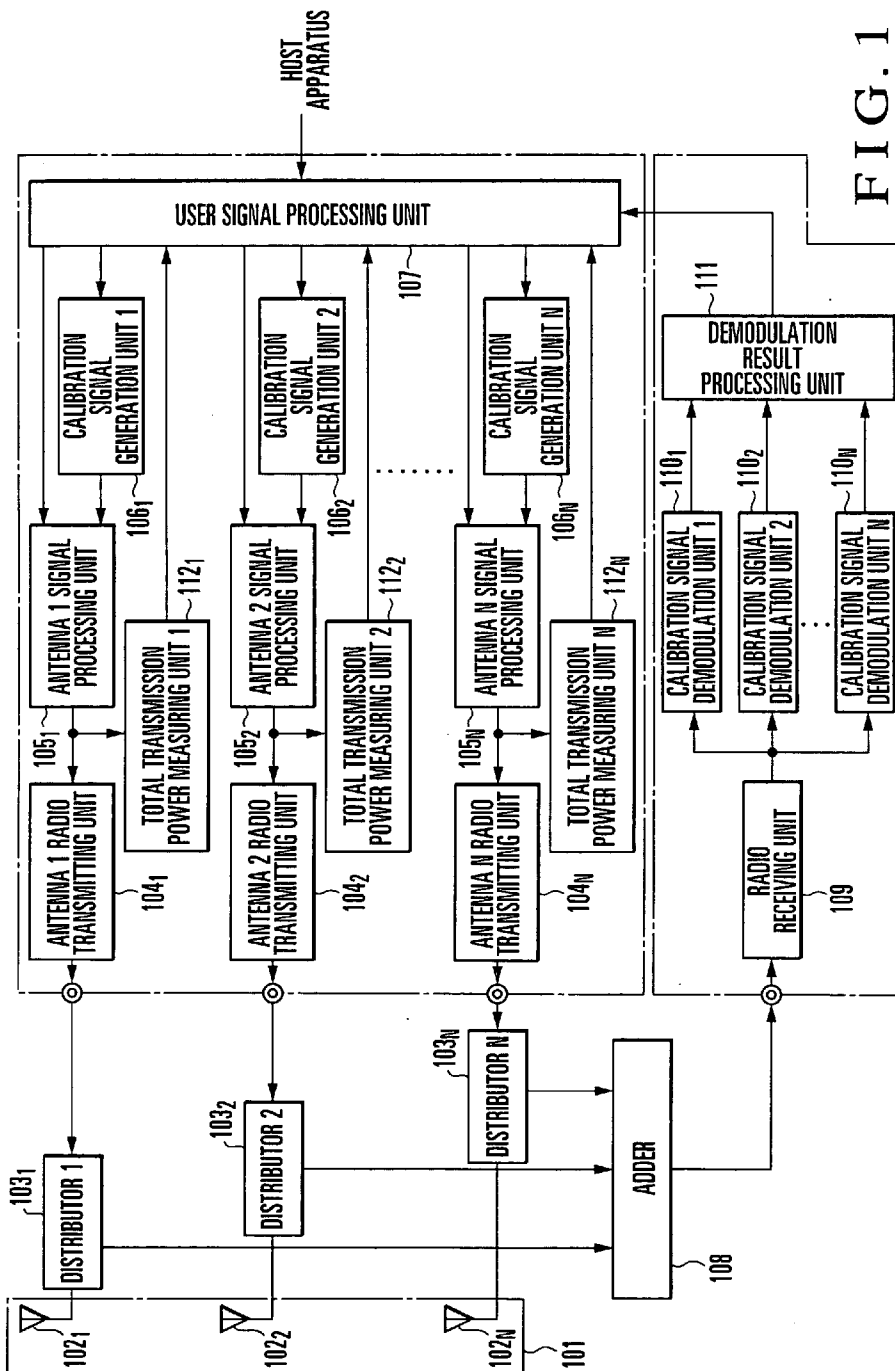 HOST
APPARATUS
USER SIGNAL PROCESSING UNIT
107
CALIBRATION
SIGNAL
GENERATION UNIT 1
106₁
CALIBRATION
SIGNAL
GENERATION UNIT 2
106₂
CALIBRATION
SIGNAL
GENERATION UNIT N
106N
ANTENNA 1 SIGNAL
PROCESSING UNIT
105₁
TOTAL TRANSMISSION
POWER MEASURING UNIT 1
112₁
ANTENNA 2 SIGNAL
PROCESSING UNIT
105₂
TOTAL TRANSMISSION
POWER MEASURING UNIT 2
112₂
ANTENNA N SIGNAL
PROCESSING UNIT
105N
TOTAL TRANSMISSION
POWER MEASURING UNIT N
112N
ANTENNA 1 RADIO
TRANSMITTING UNIT
104₁
ANTENNA 2 RADIO
TRANSMITTING UNIT
104₂
ANTENNA N RADIO
TRANSMITTING UNIT
104N
DISTRIBUTOR 1
103₁
DISTRIBUTOR 2
103₂
DISTRIBUTOR N
103N
102₁
102₂
102N
101
ADDER
108
RADIO
RECEIVING UNIT
109
CALIBRATION SIGNAL
DEMODULATION UNIT 1
110₁
CALIBRATION SIGNAL
DEMODULATION UNIT 2
110₂
CALIBRATION SIGNAL
DEMODULATION UNIT N
110N
DEMODULATION
RESULT
PROCESSING UNIT
111
FIG. 1